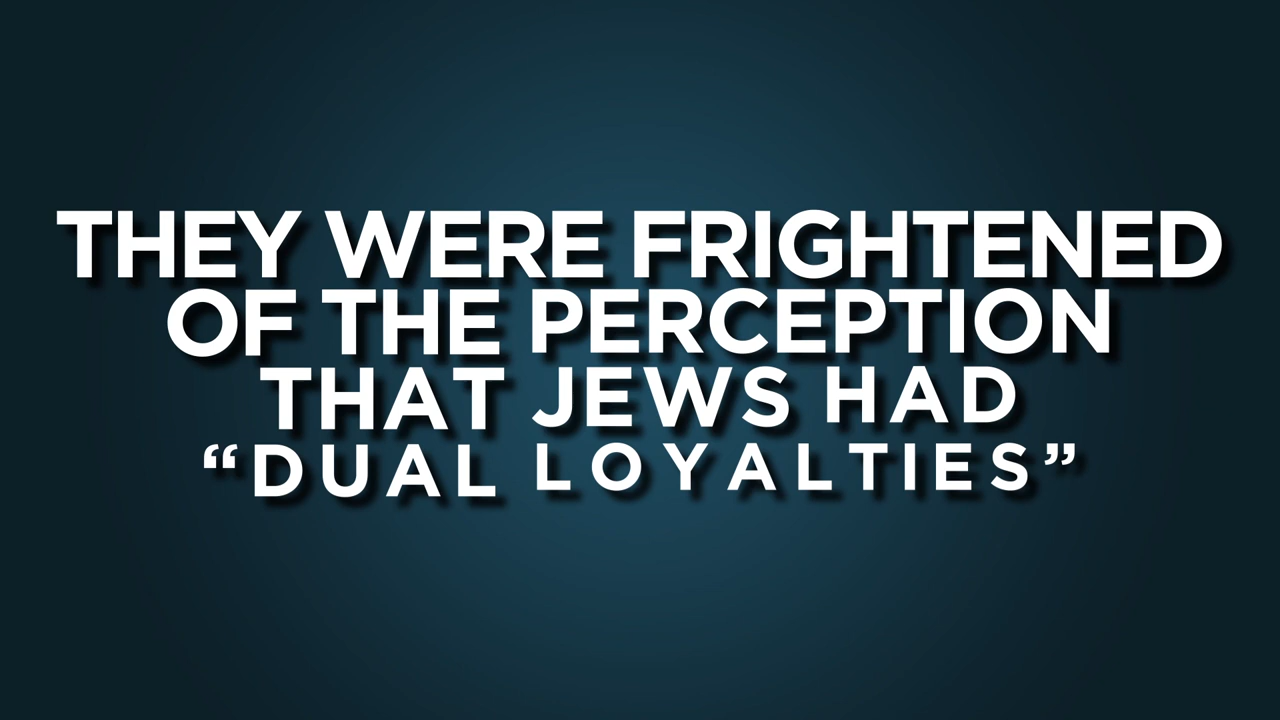 THEY WERE FRIGHTENED
OF THE PERCEPTION
THAT JEWS HAD
“DUAL LOYALTIES”